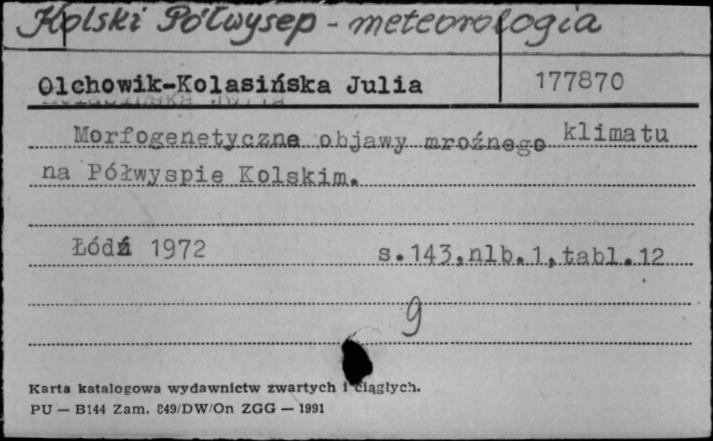 Kolski Półwysep - meteorologia
Olchowik-Kolasińska Julia 177870
Morfogenetyczne objawy mroźnego klimatu
na Półwyspie Kolskim.
Łódź 1972 s.143,nlb.1,tabl.12
9
Karta katalogowa wydawnictw zwartych i ciągłych.
PU — B144 Zam. 849/DW/On ZGG — 1991